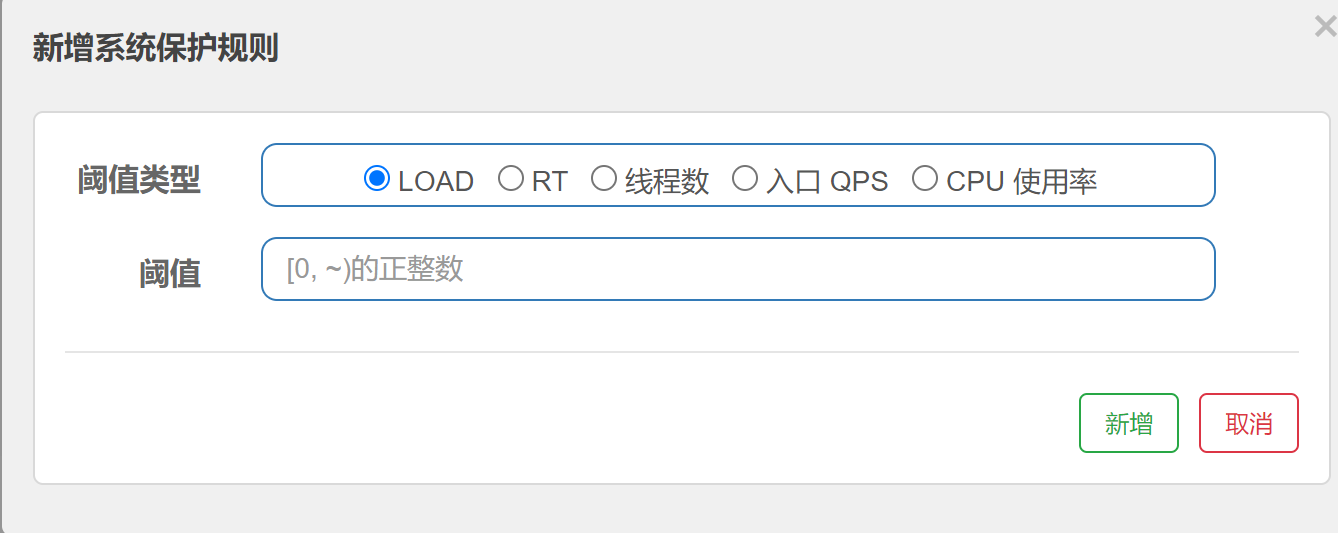 新增系统保护规则
×
阈值类型 LOAD RT 线程数 入口 QPS CPU 使用率
阈值 [0, ~)的正整数
新增 取消